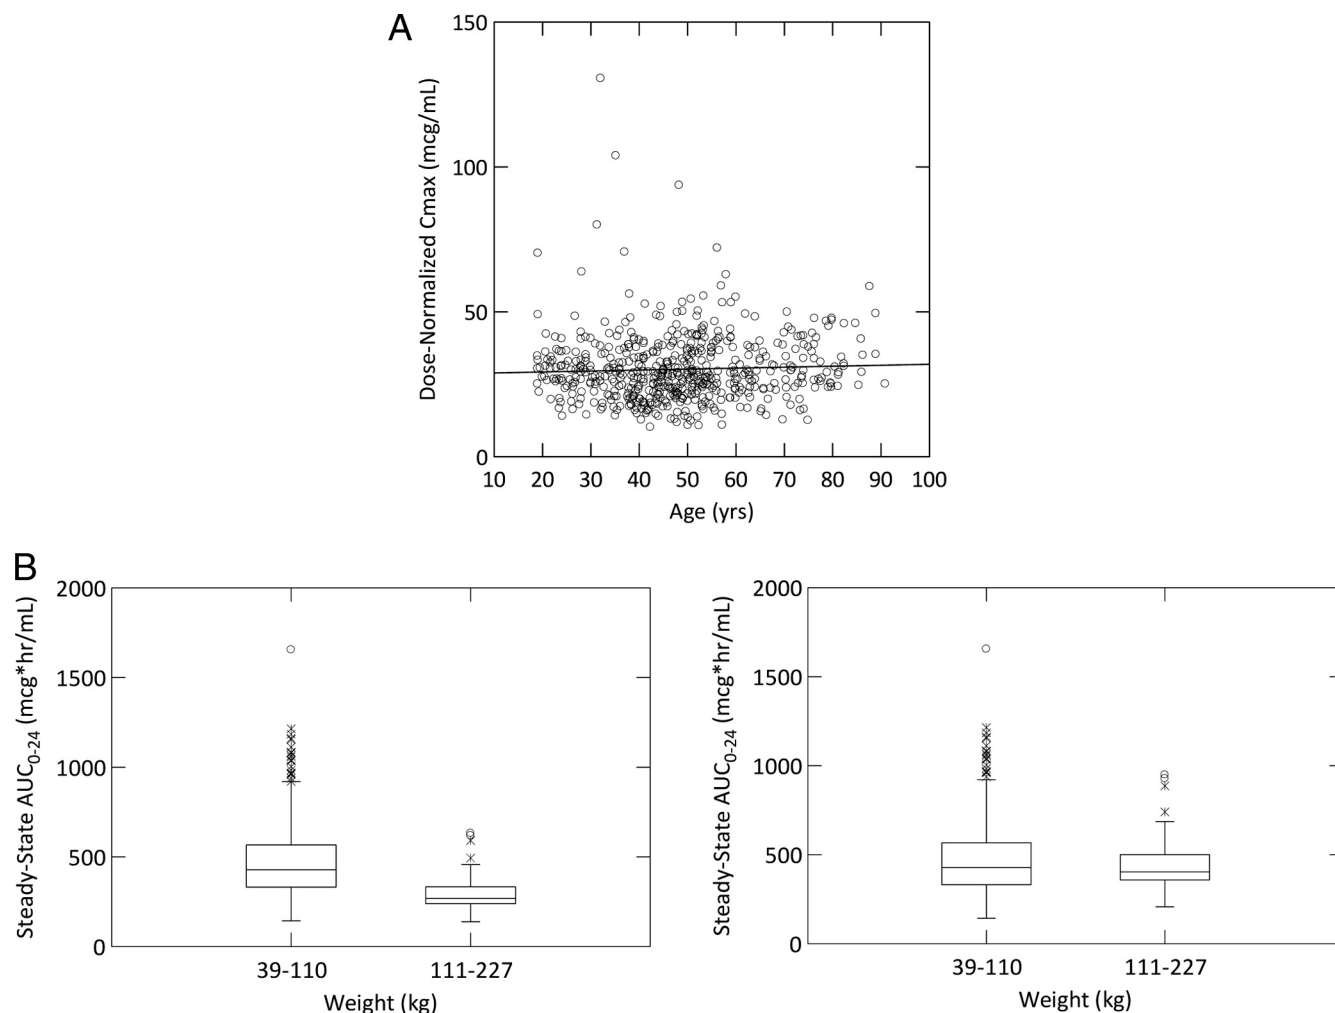 A
Dose-Normalized Cmax (mcg/mL)
150
100
50
0
10 20 30 40 50 60 70 80 90 100
Age (yrs)
B
Steady-State AUC0-24 (mcg*hr/mL)
2000
1500
1000
500
0
39-110 111-227
Weight (kg)
Steady-State AUC0-24 (mcg*hr/mL)
2000
1500
1000
500
0
39-110 111-227
Weight (kg)